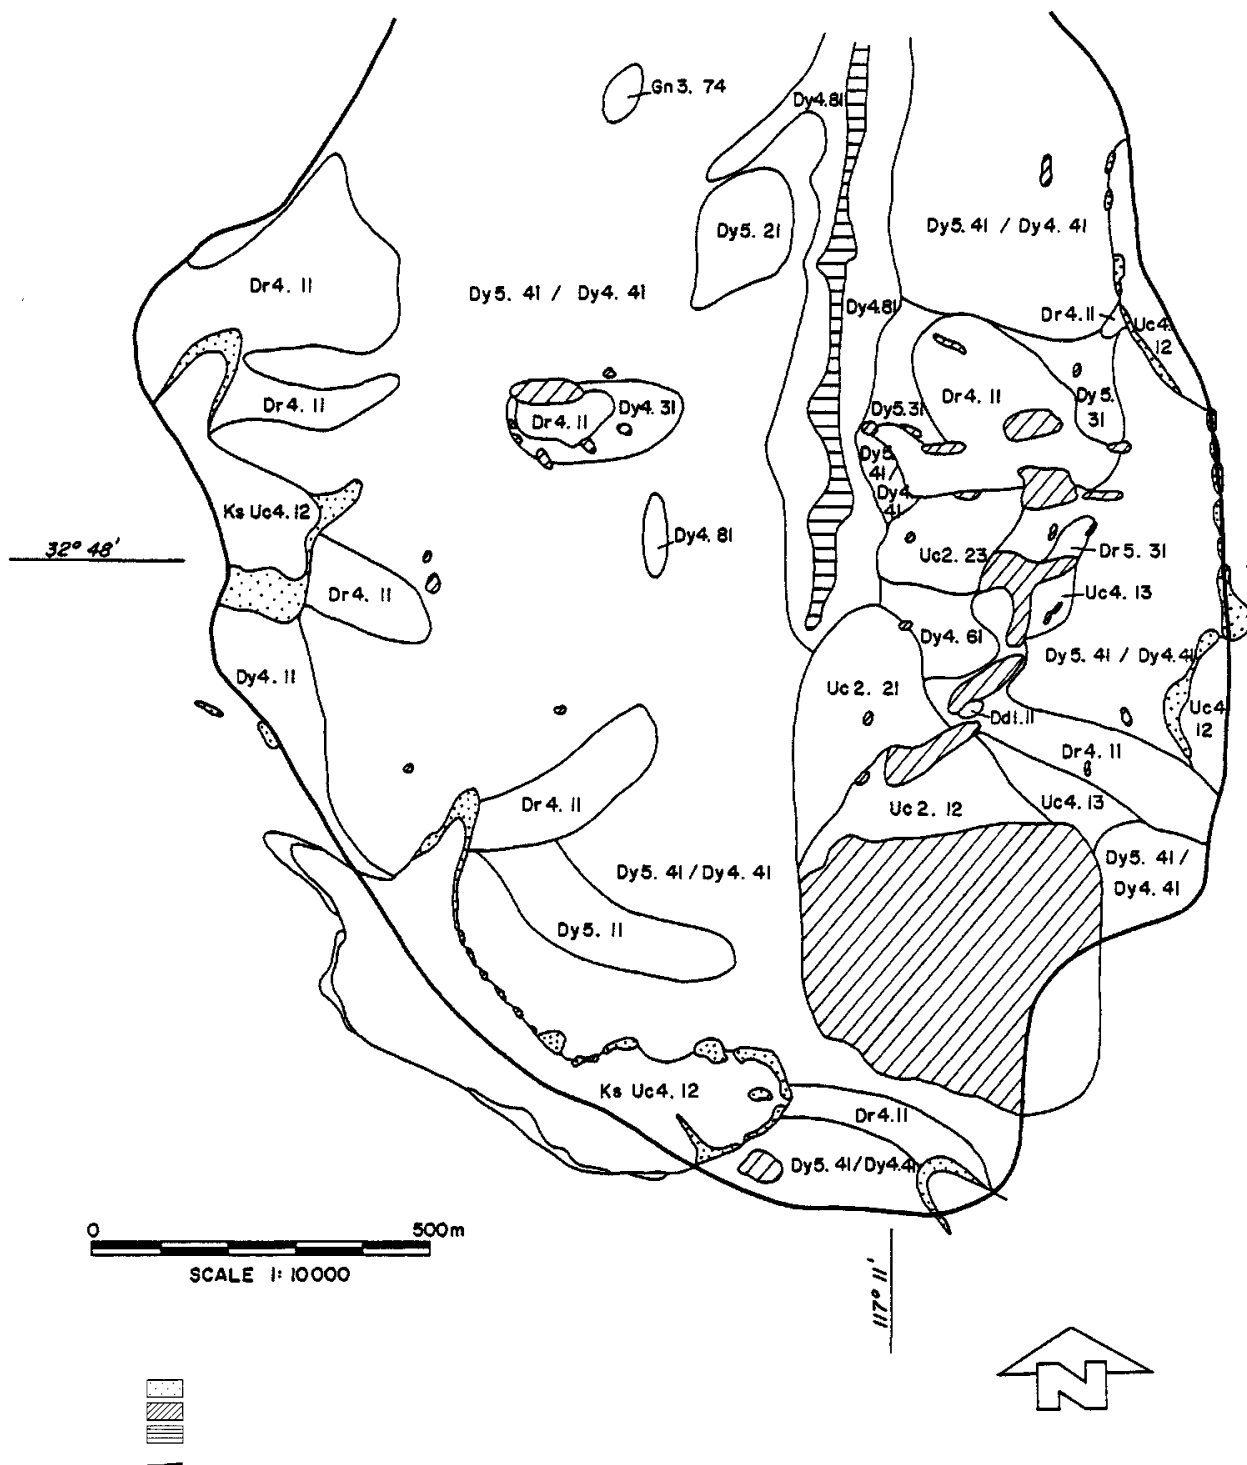 Gn3. 74
Dy4.81
Dy5. 21
Dy5. 41 / Dy4. 41
Dr4. 11
Dy5. 41 / Dy4. 41
Dy4.81
Dr4.11
Uc4.
12
Dr4. 11
Dr4. 11
Dy4.31
Dy5.31
Dr4. 11
Dy5.
31
Dy5.
41/
Dy4.
41
Ks Uc4.12
32° 48'
Dy4. 81
Uc2. 23
Dr5. 31
Dr4. 11
Uc4. 13
Dy4. 61
Dy5. 41 / Dy4.41
Dy4. 11
Uc2. 21
Dd1.11
Uc4.
12
Dr4. 11
Dr4. 11
Uc2. 12
Uc4. 13
Dy5. 41 / Dy4. 41
Dy5. 41 /
Dy4. 41
Dy5. 11
Ks Uc4. 12
Dr4.11
Dy5. 41/Dy4.41
0 500m
SCALE 1: 10000
117° 11'
N